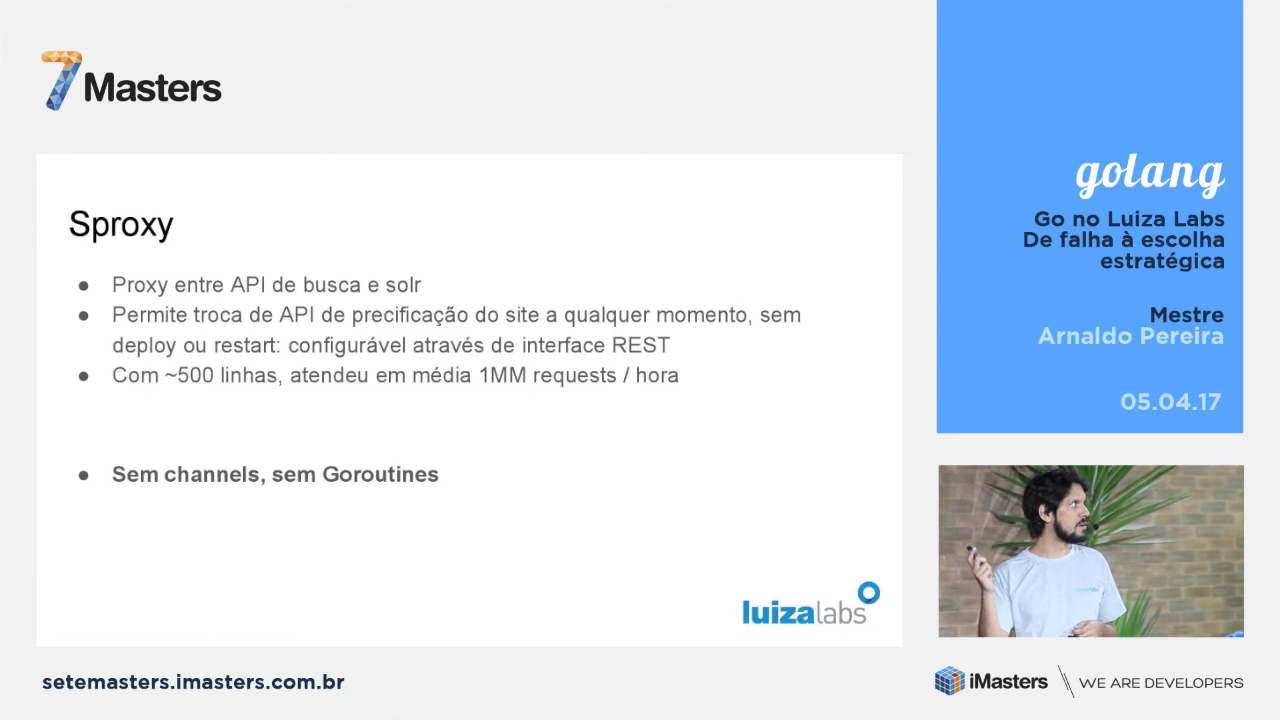 7Masters
Sproxy
● Proxy entre API de busca e solr
● Permite troca de API de precificação do site a qualquer momento, sem
deploy ou restart: configurável através de interface REST
● Com ~500 linhas, atendeu em média 1MM requests / hora
● Sem channels, sem Goroutines
luizalabs
golang
Go no Luiza Labs
De falha à escolha
estratégica
Mestre
Arnaldo Pereira
05.04.17
setemasters.imasters.com.br
iMasters
WE ARE DEVELOPERS